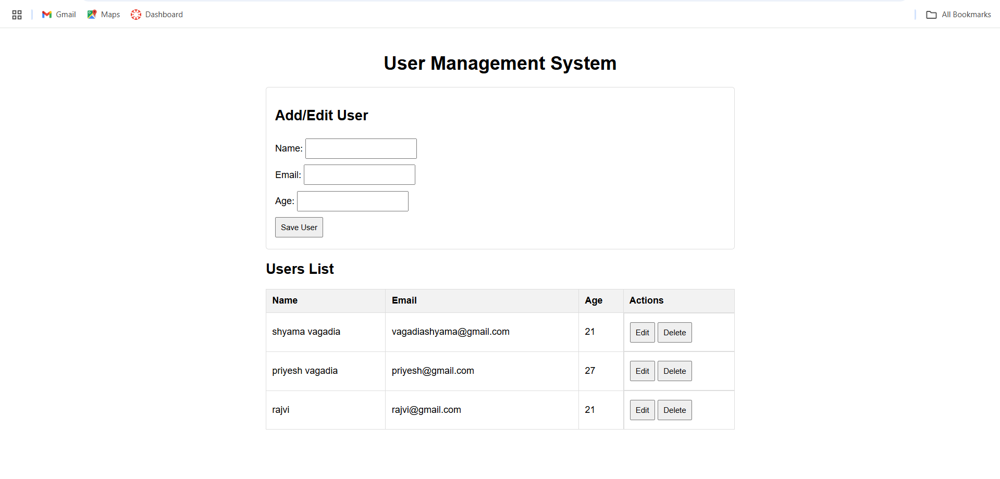 Gmail Maps Dashboard All Bookmarks
User Management System
Add/Edit User
Name:
Email:
Age:
Save User
Users List
Name Email Age Actions
shyama vagadia vagadiashyama@gmail.com 21 Edit Delete
priyesh vagadia priyesh@gmail.com 27 Edit Delete
rajvi rajvi@gmail.com 21 Edit Delete